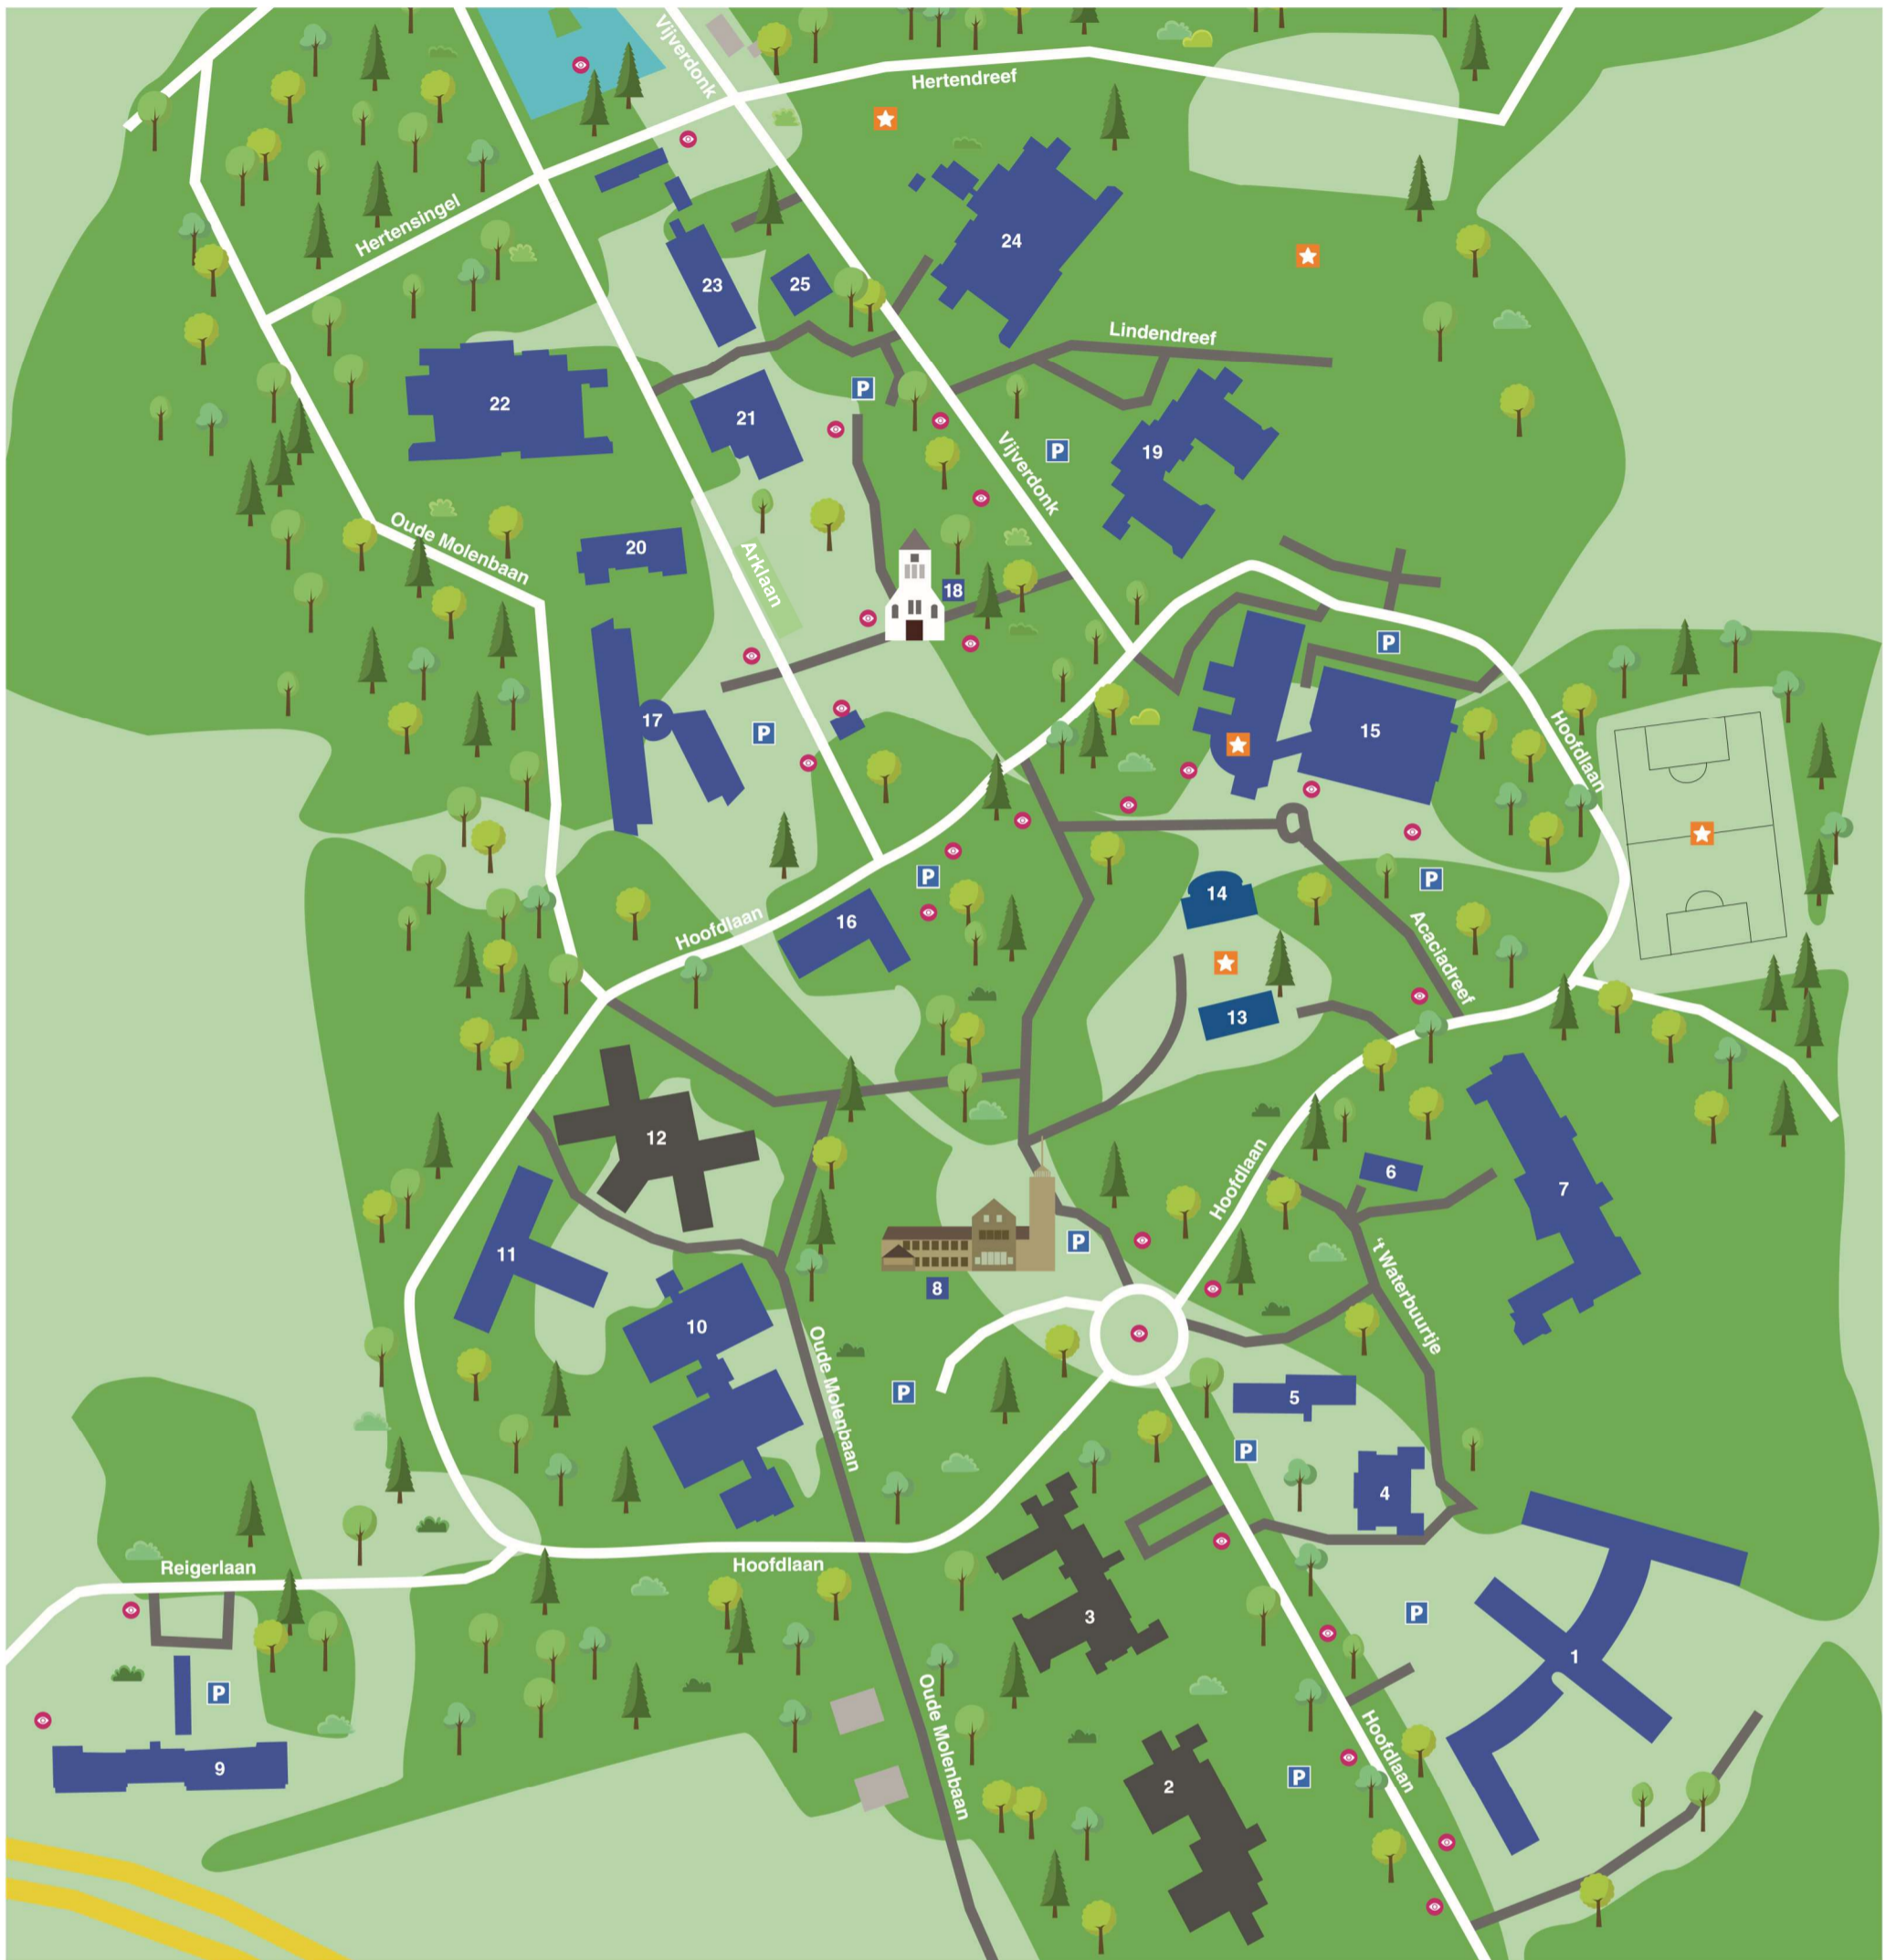 Vijverdonk
Hertendreef
Hertensingel
24
23
25
Lindendreef
P
22
21
19
P
Vijverdonk
Oude Molenbaan
20
Arklaan
18
P
17
P
15
Hoofdlaan
P
14
P
16
Hoofdlaan
Acaciadreef
13
12
6
7
Hoofdlaan
11
P
't Waterbuurtje
8
10
Oude Molenbaan
P
5
P
4
Hoofdlaan
Reigerlaan
3
P
1
P
Oude Molenbaan
Hoofdlaan
9
2
P